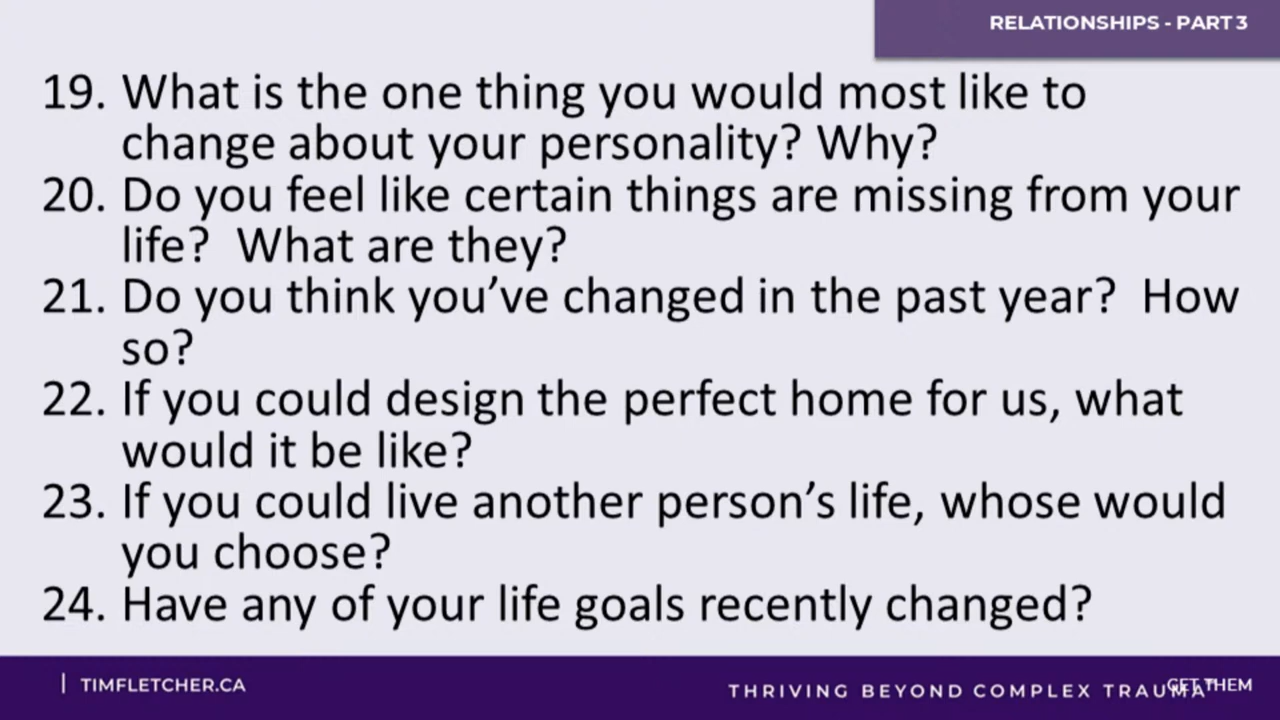 RELATIONSHIPS - PART 3
19. What is the one thing you would most like to
change about your personality? Why?
20. Do you feel like certain things are missing from your
life?  What are they?
21. Do you think you’ve changed in the past year?  How
so?
22. If you could design the perfect home for us, what
would it be like?
23. If you could live another person’s life, whose would
you choose?
24. Have any of your life goals recently changed?
| TIMFLETCHER.CA
THRIVING BEYOND COMPLEX TRAUMA
GET THEM